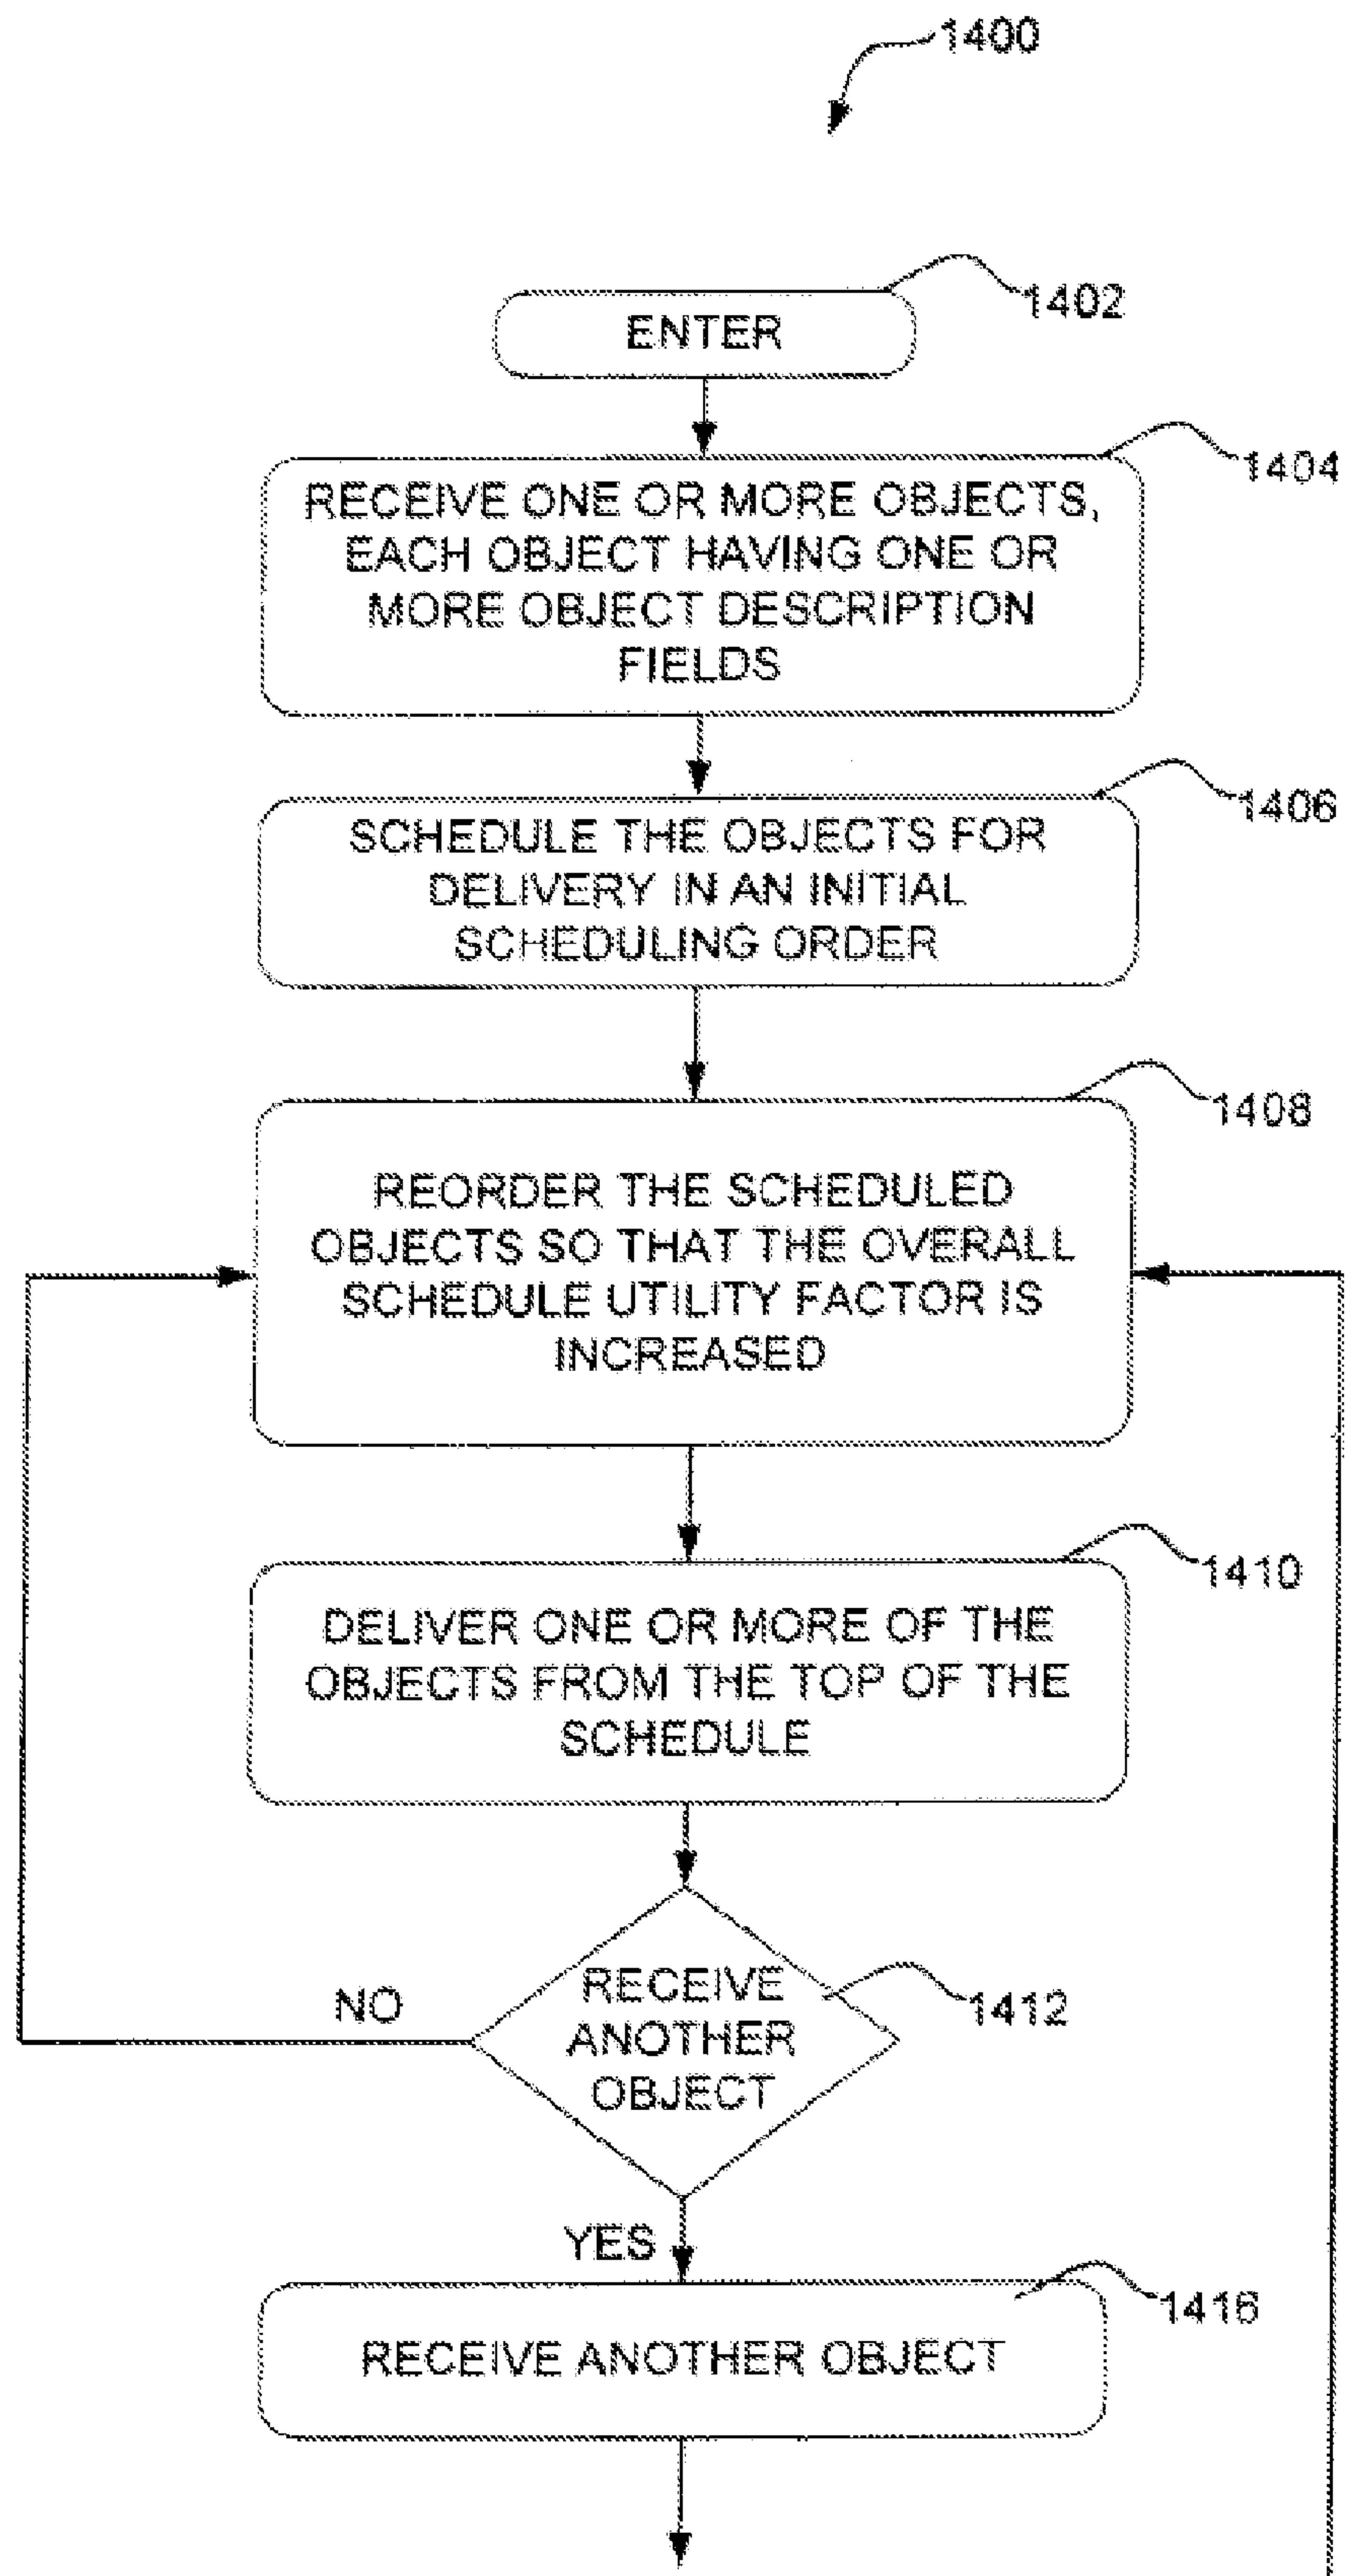 1400
1402
ENTER
1404
RECEIVE ONE OR MORE OBJECTS,
EACH OBJECT HAVING ONE OR
MORE OBJECT DESCRIPTION
FIELDS
1406
SCHEDULE THE OBJECTS FOR
DELIVERY IN AN INITIAL
SCHEDULING ORDER
1408
REORDER THE SCHEDULED
OBJECTS SO THAT THE OVERALL
SCHEDULE UTILITY FACTOR IS
INCREASED
1410
DELIVER ONE OR MORE OF THE
OBJECTS FROM THE TOP OF THE
SCHEDULE
RECEIVE
ANOTHER
OBJECT
1412
NO
YES
1416
RECEIVE ANOTHER OBJECT